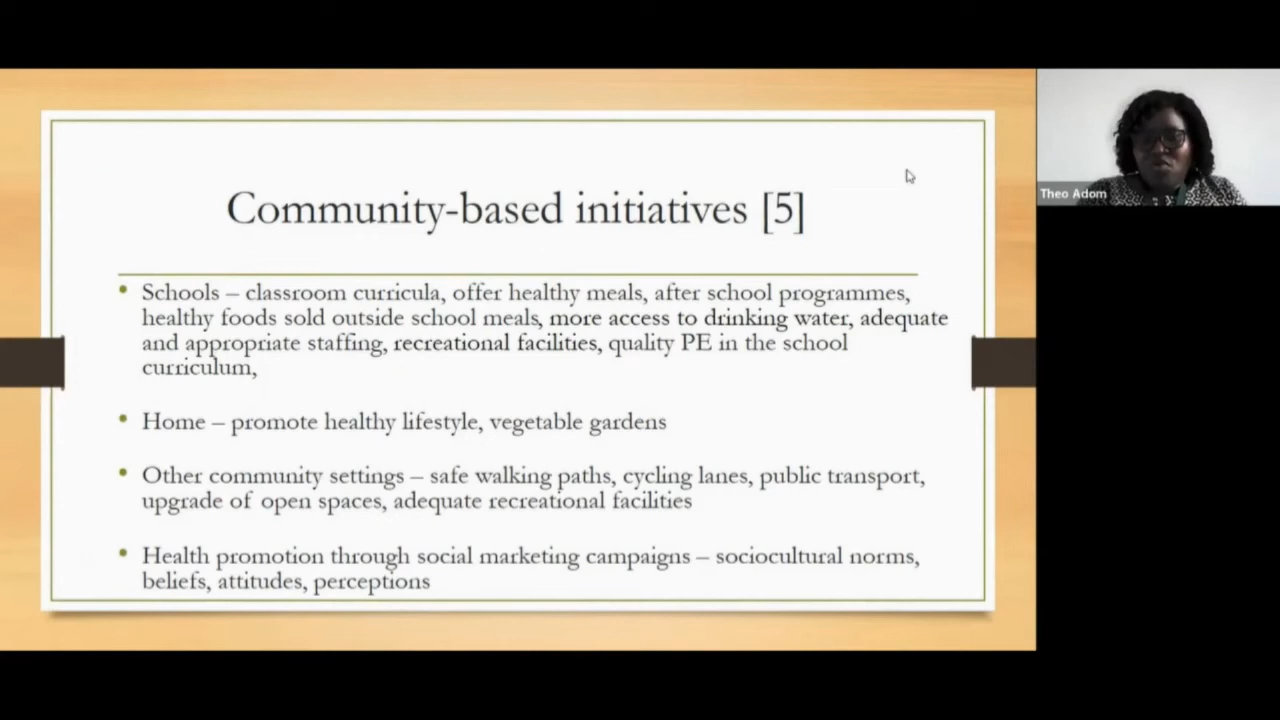 Community-based initiatives [5]
• Schools – classroom curricula, offer healthy meals, after school programmes,
healthy foods sold outside school meals, more access to drinking water, adequate
and appropriate staffing, recreational facilities, quality PE in the school
curriculum,
• Home – promote healthy lifestyle, vegetable gardens
• Other community settings – safe walking paths, cycling lanes, public transport,
upgrade of open spaces, adequate recreational facilities
• Health promotion through social marketing campaigns – sociocultural norms,
beliefs, attitudes, perceptions
Theo Adom